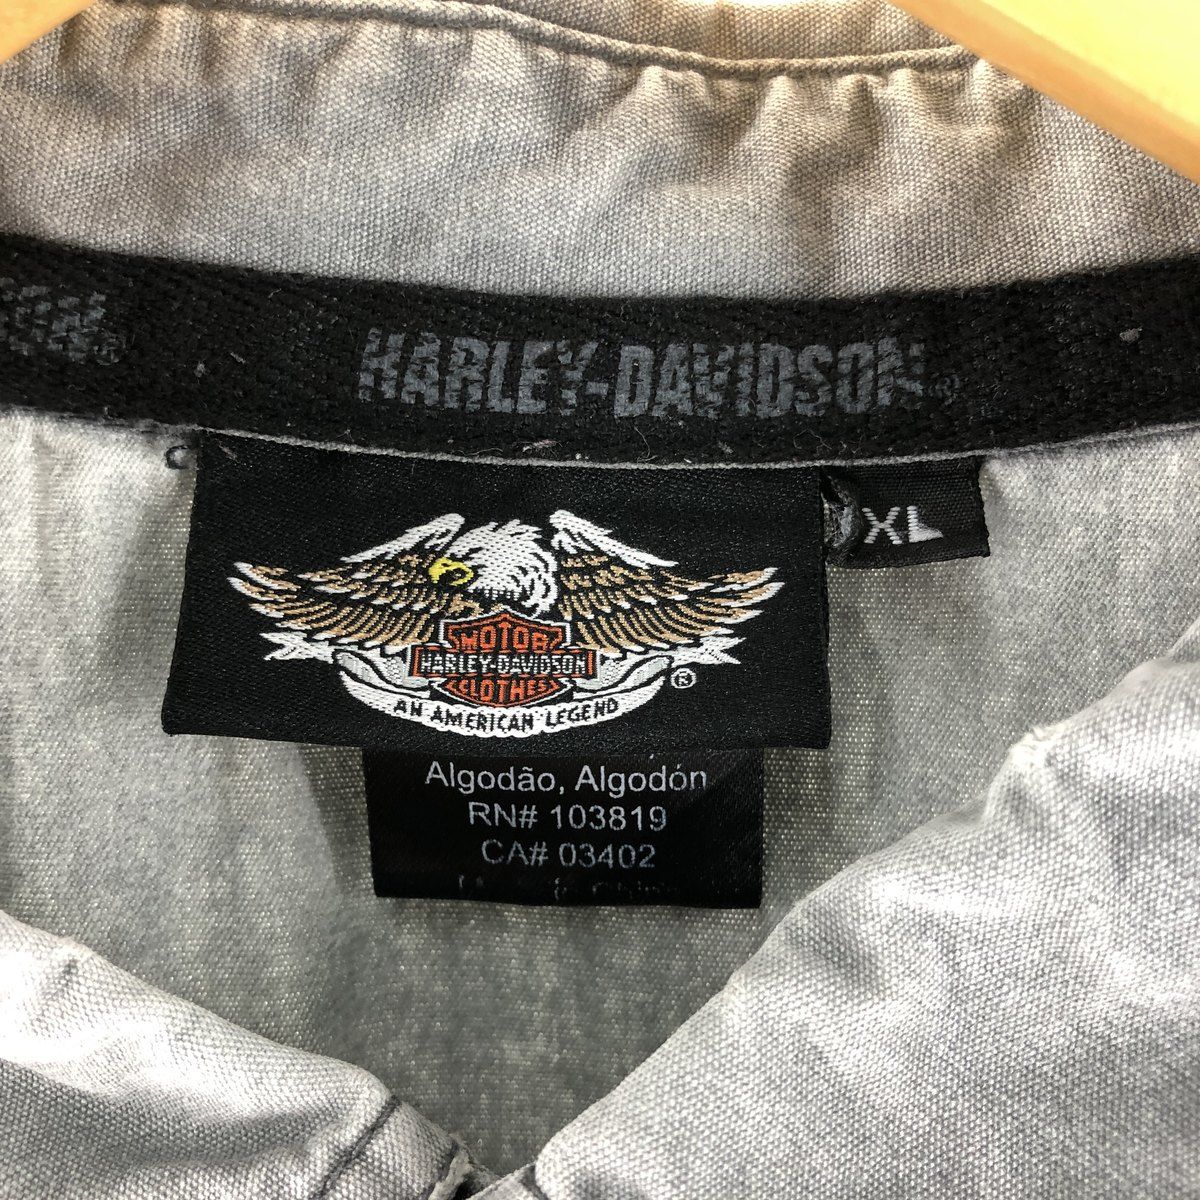 HARLEY-DAVIDSON®
XL
MOTOR
HARLEY-DAVIDSON
CLOTHES
®
AN AMERICAN LEGEND
Algodão, Algodón
RN# 103819
CA# 03402